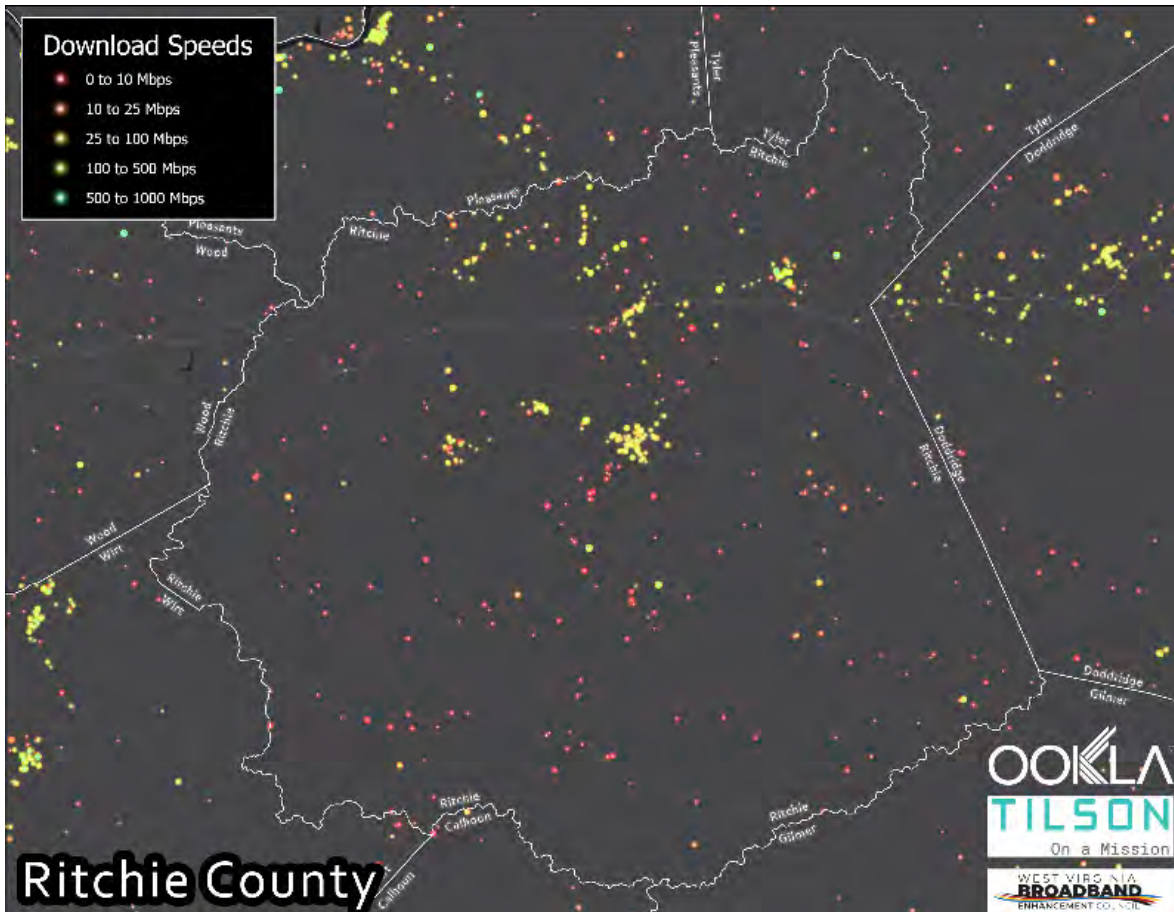 Download Speeds
0 to 10 Mbps
10 to 25 Mbps
25 to 100 Mbps
100 to 500 Mbps
500 to 1000 Mbps
Tyler
Pleasants
Tyler
Ritchie
Tyler
Doddridge
Pleasants
Ritchie
Pleasants
Wood
Wood
Ritchie
Doddridge
Ritchie
Wood
Wirt
Ritchie
Wirt
Doddridge
Gilmer
Ritchie
Calhoun
Ritchie
Gilmer
Calhoun
Ritchie County
OOKLA
TILSON
On a Mission
WEST VIRGINIA
BROADBAND
ENHANCEMENT COUNCIL